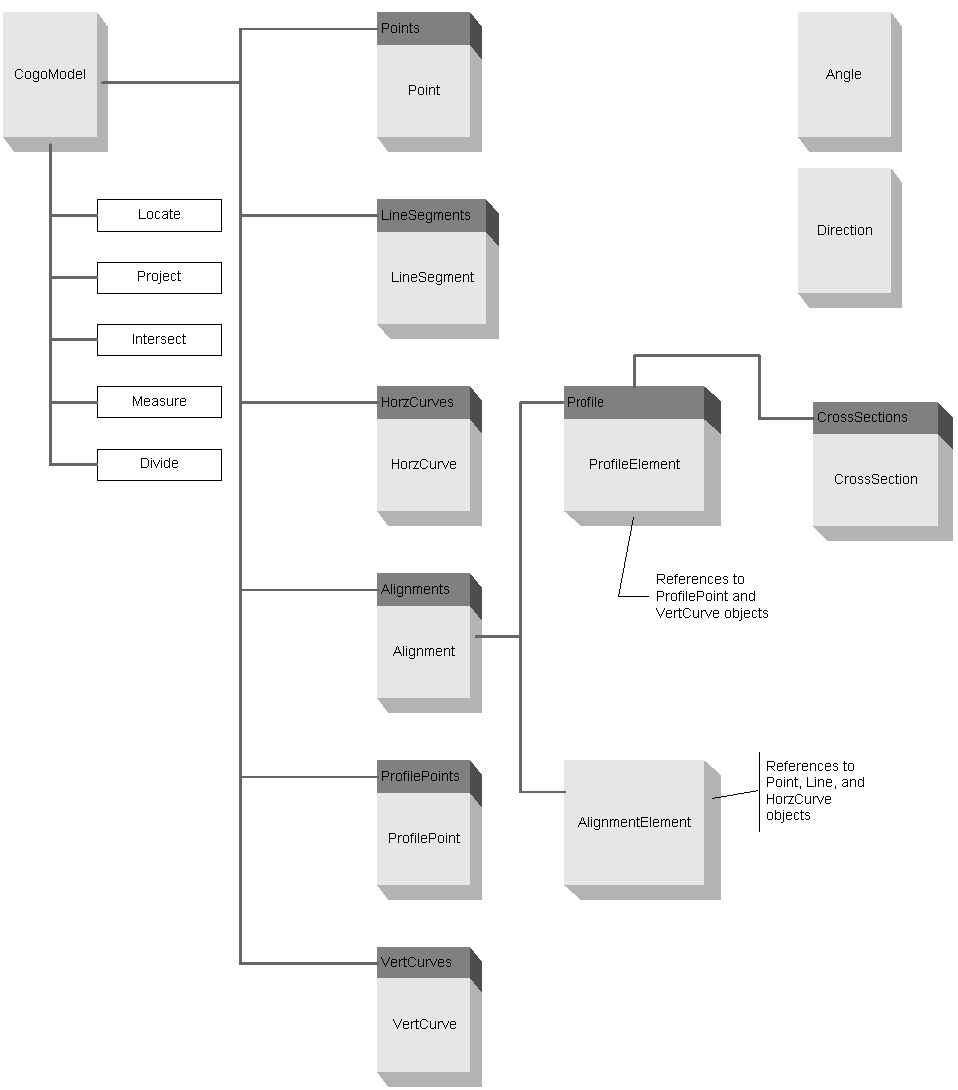 CogoModel
Locate
Project
Intersect
Measure
Divide
Points
Point
LineSegments
LineSegment
HorzCurves
HorzCurve
Alignments
Alignment
ProfilePoints
ProfilePoint
VertCurves
VertCurve
Profile
ProfileElement
References to
ProfilePoint and
VertCurve objects
AlignmentElement
References to
Point, Line, and
HorzCurve
objects
CrossSections
CrossSection
Angle
Direction